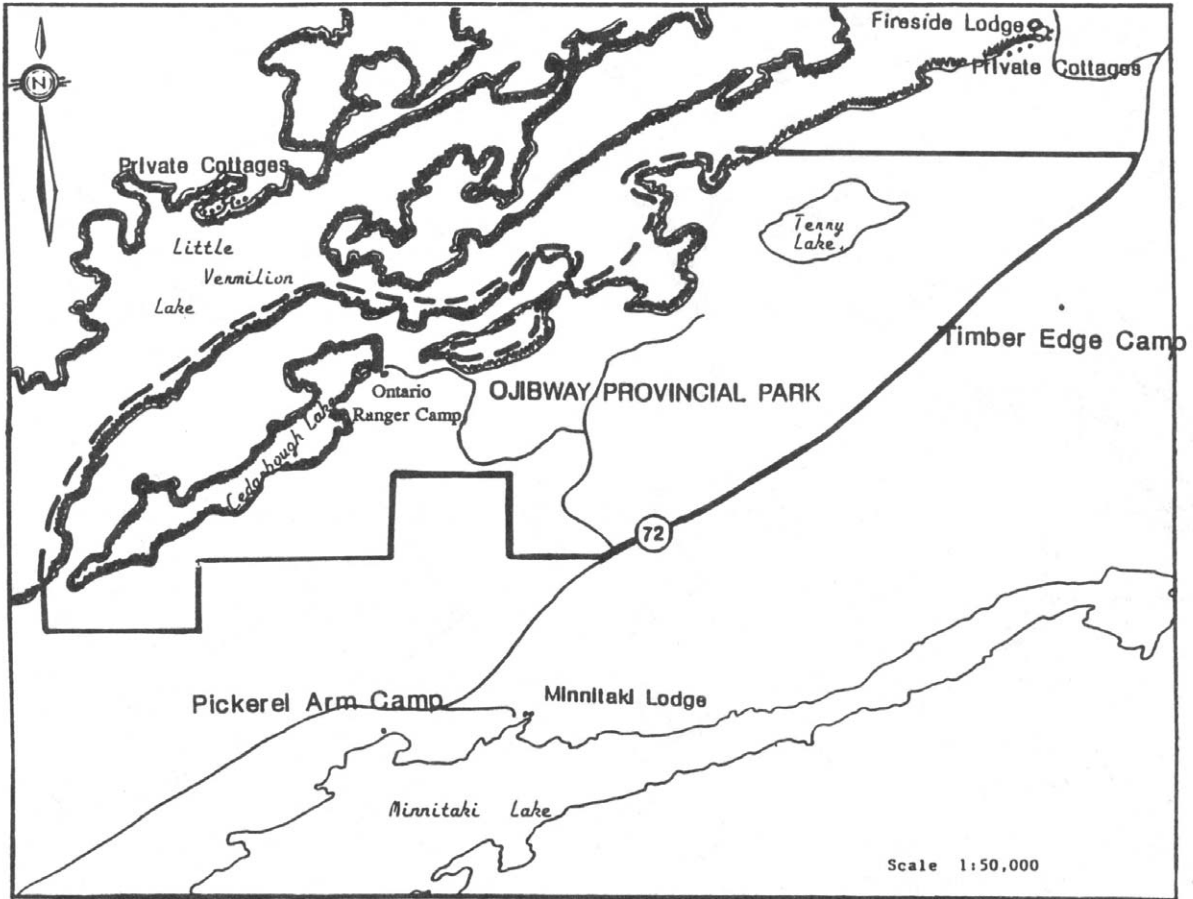 Fireside Lodge
Private Cottages
N
Private Cottages
Little
Vermilion
Lake
Terry
Lake.
Timber Edge Camp
Ontario
Ranger Camp
OJIBWAY PROVINCIAL PARK
Cedarbough Lake
72
Pickerel Arm Camp
Minnitaki Lodge
Minnitaki Lake
Scale 1:50,000